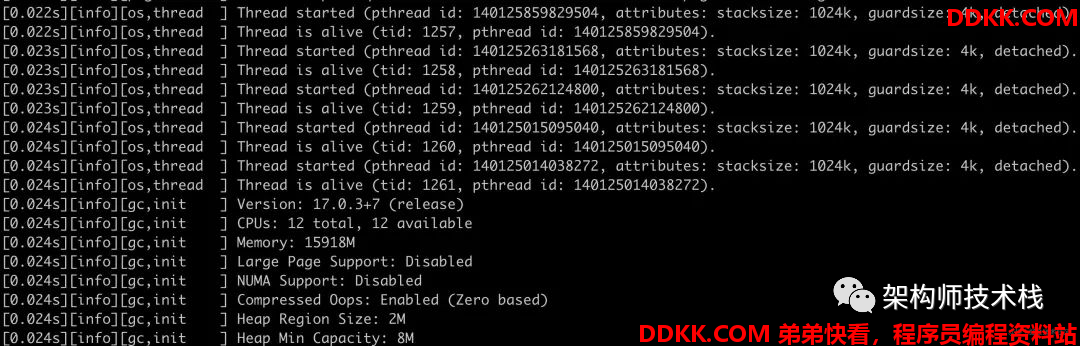 [0.022s][info][os,thread  ] Thread started (pthread id: 140125859829504, attributes: stacksize: 1024k, guardsize: 4k, detached).
DDKK.COM
[0.022s][info][os,thread  ] Thread is alive (tid: 1257, pthread id: 140125859829504).
[0.023s][info][os,thread  ] Thread started (pthread id: 140125263181568, attributes: stacksize: 1024k, guardsize: 4k, detached).
[0.023s][info][os,thread  ] Thread is alive (tid: 1258, pthread id: 140125263181568).
[0.023s][info][os,thread  ] Thread started (pthread id: 140125262124800, attributes: stacksize: 1024k, guardsize: 4k, detached).
[0.023s][info][os,thread  ] Thread is alive (tid: 1259, pthread id: 140125262124800).
[0.024s][info][os,thread  ] Thread started (pthread id: 140125015095040, attributes: stacksize: 1024k, guardsize: 4k, detached).
[0.024s][info][os,thread  ] Thread is alive (tid: 1260, pthread id: 140125015095040).
[0.024s][info][os,thread  ] Thread started (pthread id: 140125014038272, attributes: stacksize: 1024k, guardsize: 4k, detached).
[0.024s][info][os,thread  ] Thread is alive (tid: 1261, pthread id: 140125014038272).
[0.024s][info][gc,init    ] Version: 17.0.3+7 (release)
[0.024s][info][gc,init    ] CPUs: 12 total, 12 available
[0.024s][info][gc,init    ] Memory: 15918M
[0.024s][info][gc,init    ] Large Page Support: Disabled
[0.024s][info][gc,init    ] NUMA Support: Disabled
[0.024s][info][gc,init    ] Compressed Oops: Enabled (Zero based)
架构师技术栈
[0.024s][info][gc,init    ] Heap Region Size: 2M
[0.024s][info][gc,init    ] Heap Min Capacity: 8M
DDKK.COM 弟弟快看，程序员编程资料站